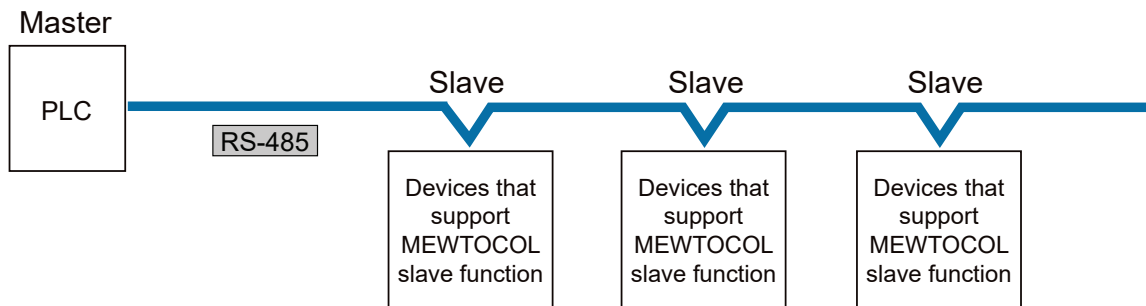 Master
PLC
RS-485
Slave
Devices that
support
MEWTOCOL
slave function
Slave
Devices that
support
MEWTOCOL
slave function
Slave
Devices that
support
MEWTOCOL
slave function